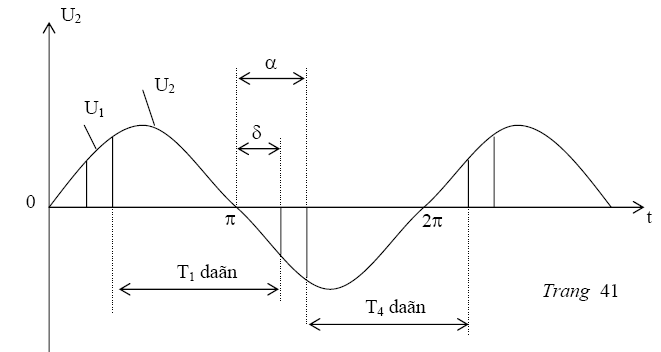 U2
U2
α
U1
δ
0
π
2π
t
T1 daãn
T4 daãn
Trang 41